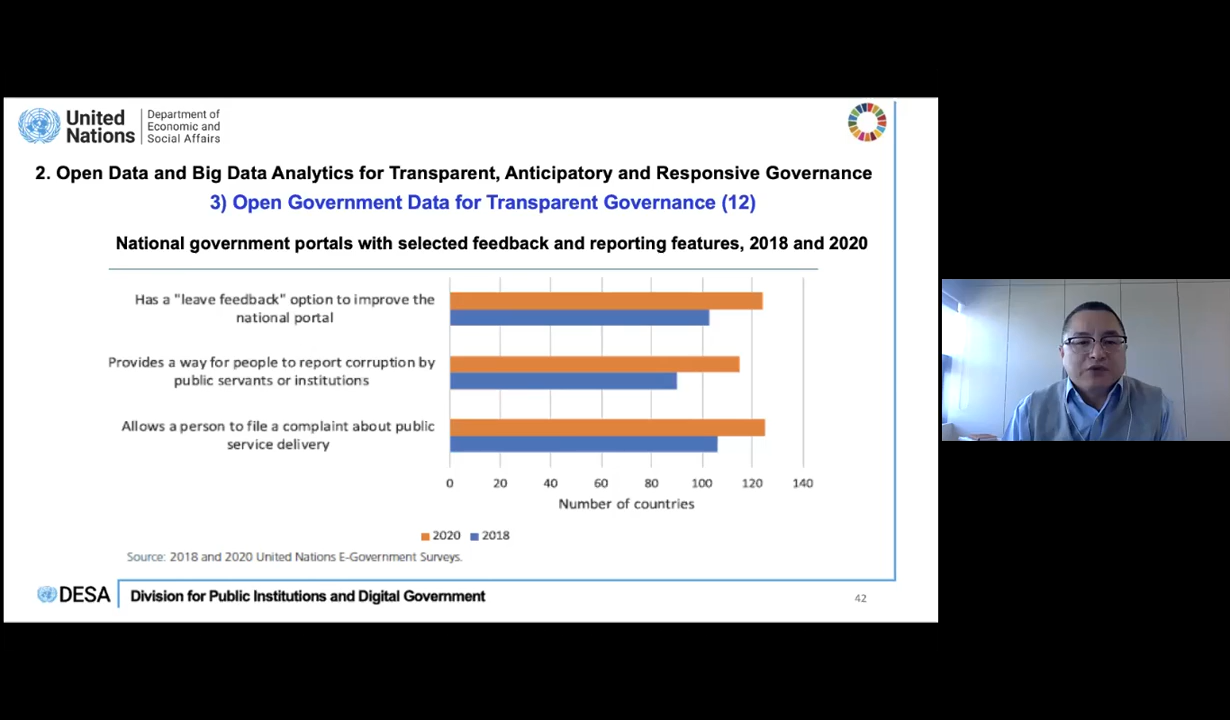 United
Nations
Department of
Economic and
Social Affairs
2. Open Data and Big Data Analytics for Transparent, Anticipatory and Responsive Governance
3) Open Government Data for Transparent Governance (12)
National government portals with selected feedback and reporting features, 2018 and 2020
Has a "leave feedback" option to improve the
national portal
Provides a way for people to report corruption by
public servants or institutions
Allows a person to file a complaint about public
service delivery
0 20 40 60 80 100 120 140
Number of countries
2020 2018
Source: 2018 and 2020 United Nations E-Government Surveys.
DESA Division for Public Institutions and Digital Government
42